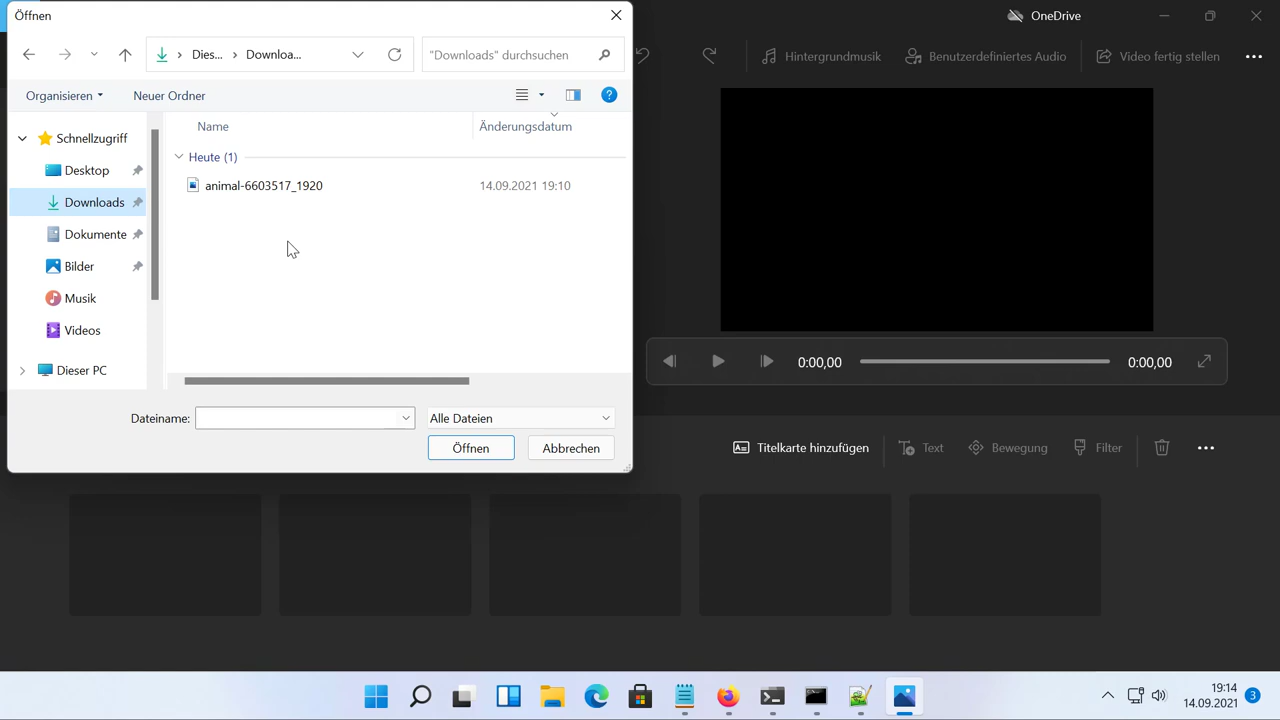 Öffnen
OneDrive
Dies... Downloa...
"Downloads" durchsuchen
Hintergrundmusik
Benutzerdefiniertes Audio
Video fertig stellen
Organisieren
Neuer Ordner
Name
Änderungsdatum
Schnellzugriff
Heute (1)
Desktop
animal-6603517_1920
14.09.2021 19:10
Downloads
Dokumente
Bilder
Musik
Videos
Dieser PC
0:00,00
0:00,00
Dateiname:
Alle Dateien
Öffnen
Abbrechen
Titelkarte hinzufügen
Text
Bewegung
Filter
19:14
14.09.2021
3